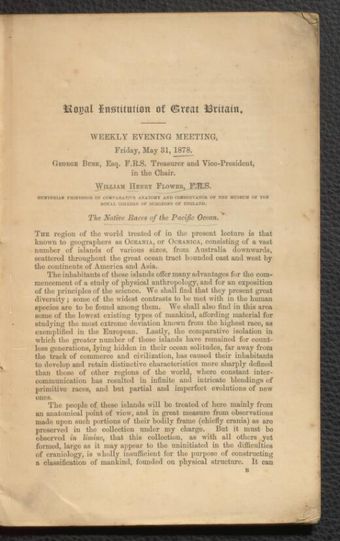 Royal Institution of Great Britain.
WEEKLY EVENING MEETING,
Friday, May 31, 1878.
GEORGE BUSK, Esq. F.R.S. Treasurer and Vice-President,
in the Chair.
WILLIAM HENRY FLOWER, F.R.S.
HUNTERIAN PROFESSOR OF COMPARATIVE ANATOMY AND CONSERVATOR OF THE MUSEUM OF THE
ROYAL COLLEGE OF SURGEONS OF ENGLAND.
The Native Races of the Pacific Ocean.
THE region of the world treated of in the present lecture is that
known to geographers as OCEANIA, or OCEANICA, consisting of a vast
number of islands of various sizes, from Australia downwards,
scattered throughout the great ocean tract bounded east and west by
the continents of America and Asia.
The inhabitants of these islands offer many advantages for the com-
mencement of a study of physical anthropology, and for an exposition
of the principles of the science. We shall find that they present great
diversity; some of the widest contrasts to be met with in the human
species are to be found among them. We shall also find in this area
some of the lowest existing types of mankind, affording material for
studying the most extreme deviation known from the highest race, as
exemplified in the European. Lastly, the comparative isolation in
which the greater number of these islands have remained for count-
less generations, lying hidden in their ocean solitudes, far away from
the track of commerce and civilization, has caused their inhabitants
to develop and retain distinctive characteristics more sharply defined
than those of other regions of the world, where constant inter-
communication has resulted in infinite and intricate blendings of
primitive races, and but partial and imperfect evolutions of new
ones.
The people of these islands will be treated of here mainly from
an anatomical point of view, and in great measure from observations
made upon such portions of their bodily frame (chiefly crania) as are
preserved in the collection under my charge. But it must be
observed in limine, that this collection, as with all others yet
formed, large as it may appear to the uninitiated in the difficulties
of craniology, is wholly insufficient for the purpose of constructing
a classification of mankind, founded on physical structure. It can
B